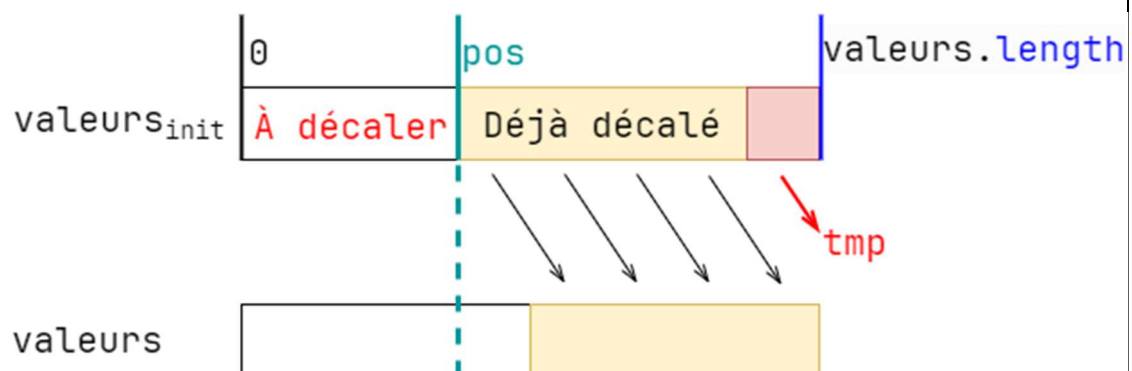 0 pos valeurs.length
valeursinit À décaler Déjà décalé
tmp
valeurs